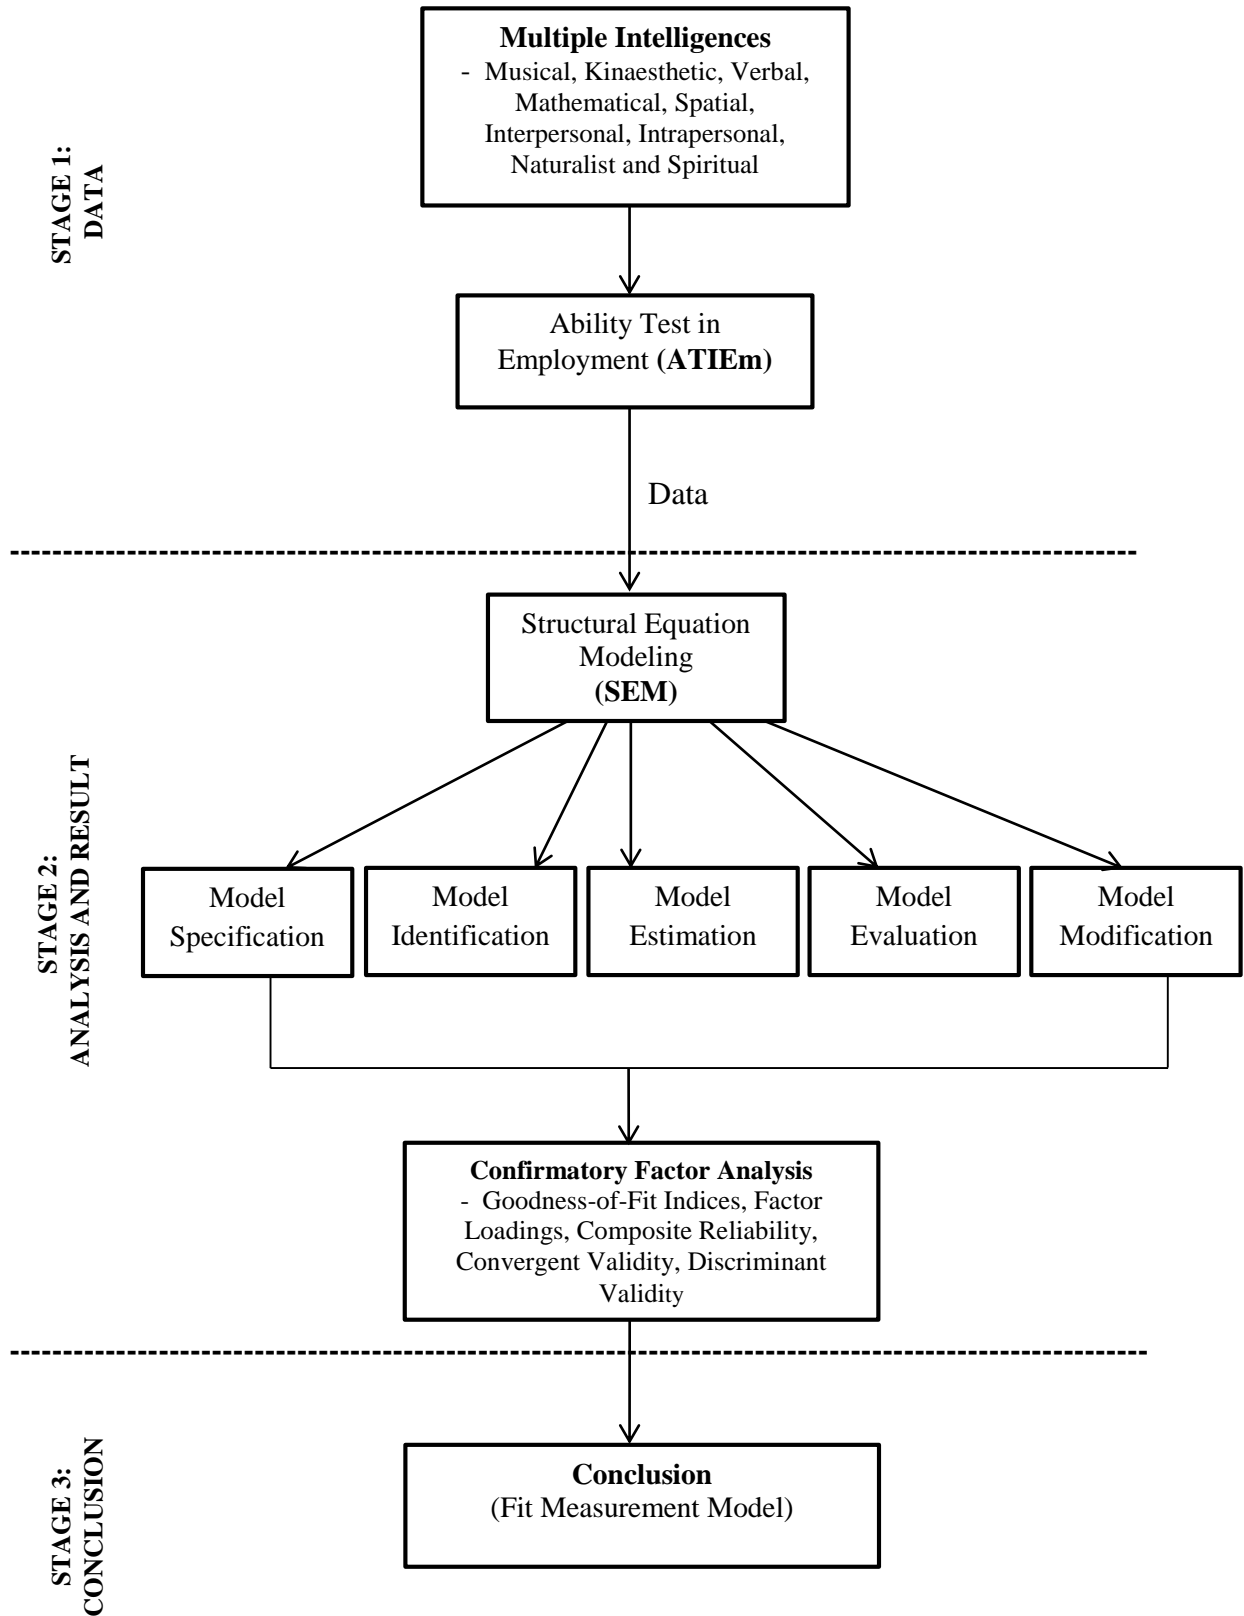 STAGE 1:
DATA
Multiple Intelligences
- Musical, Kinaesthetic, Verbal,
Mathematical, Spatial,
Interpersonal, Intrapersonal,
Naturalist and Spiritual
Ability Test in
Employment (ATIEm)
Data
STAGE 2:
ANALYSIS AND RESULT
Structural Equation
Modeling
(SEM)
Model
Specification
Model
Identification
Model
Estimation
Model
Evaluation
Model
Modification
Confirmatory Factor Analysis
- Goodness-of-Fit Indices, Factor
Loadings, Composite Reliability,
Convergent Validity, Discriminant
Validity
STAGE 3:
CONCLUSION
Conclusion
(Fit Measurement Model)